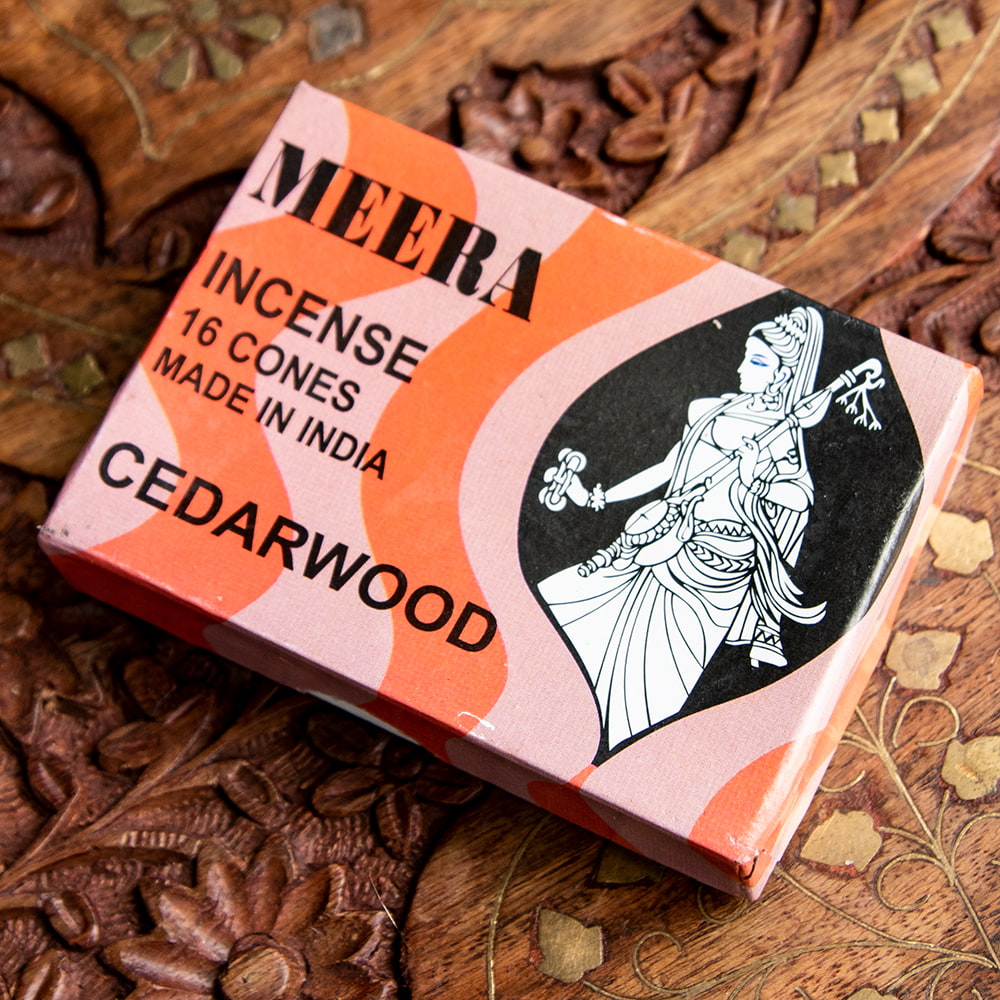 MEERA
INCENSE
16 CONES
MADE IN INDIA
CEDARWOOD